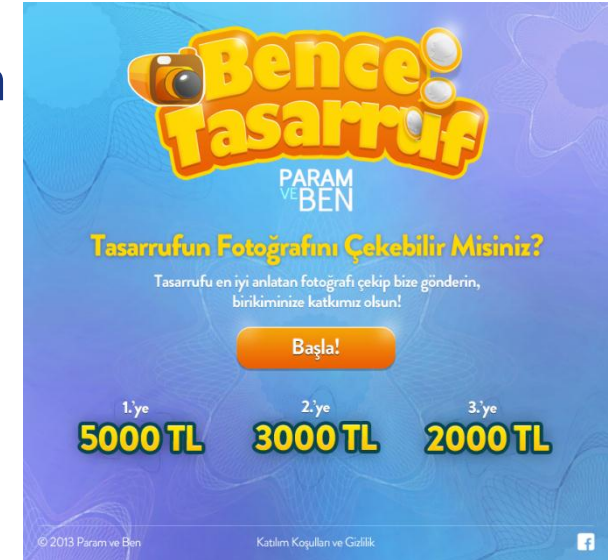 Bence
Tasarruf
PARAM
VE BEN
Tasarrufun Fotoğrafını Çekebilir Misiniz?
Tasarrufu en iyi anlatan fotoğrafı çekip bize gönderin,
birikiminize katkımız olsun!
Başla!
1.'ye 2.'ye 3.'ye
5000 TL 3000 TL 2000 TL
© 2013 Param ve Ben Katılım Koşulları ve Gizlilik